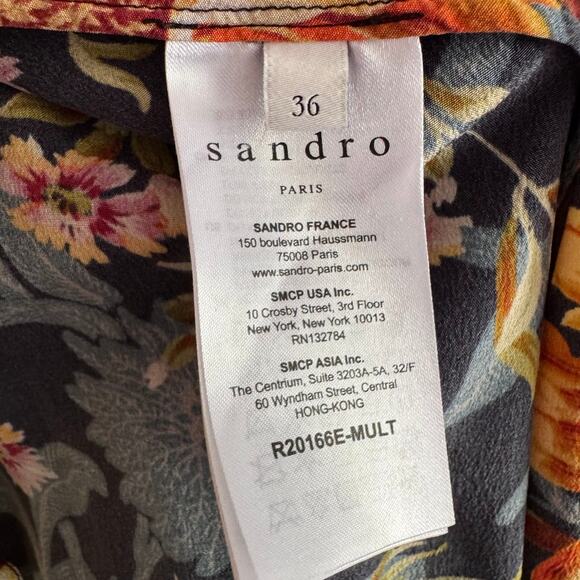 36
sandro
PARIS
SANDRO FRANCE
150 boulevard Haussmann
75008 Paris
www.sandro-paris.com
SMCP USA Inc.
10 Crosby Street, 3rd Floor
New York, New York 10013
RN132784
SMCP ASIA Inc.
The Centrium, Suite 3203A-5A, 32/F
60 Wyndham Street, Central
HONG-KONG
R20166E-MULT